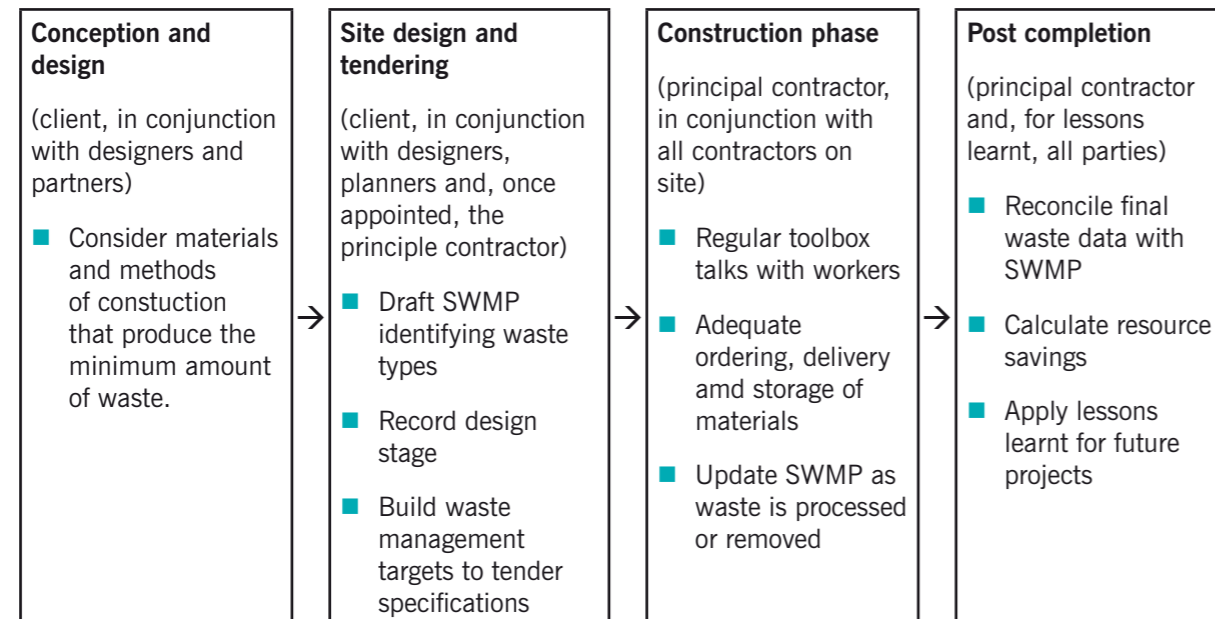 Conception and
design
(client, in conjunction
with designers and
partners)
■ Consider materials
and methods
of constuction
that produce the
minimum amount
of waste.
→
Site design and
tendering
(client, in conjunction
with designers,
planners and, once
appointed, the
principle contractor)
■ Draft SWMP
identifying waste
types
■ Record design
stage
■ Build waste
management
targets to tender
specifications
→
Construction phase
(principal contractor,
in conjunction with
all contractors on
site)
■ Regular toolbox
talks with workers
■ Adequate
ordering, delivery
amd storage of
materials
■ Update SWMP as
waste is processed
or removed
→
Post completion
(principal contractor
and, for lessons
learnt, all parties)
■ Reconcile final
waste data with
SWMP
■ Calculate resource
savings
■ Apply lessons
learnt for future
projects